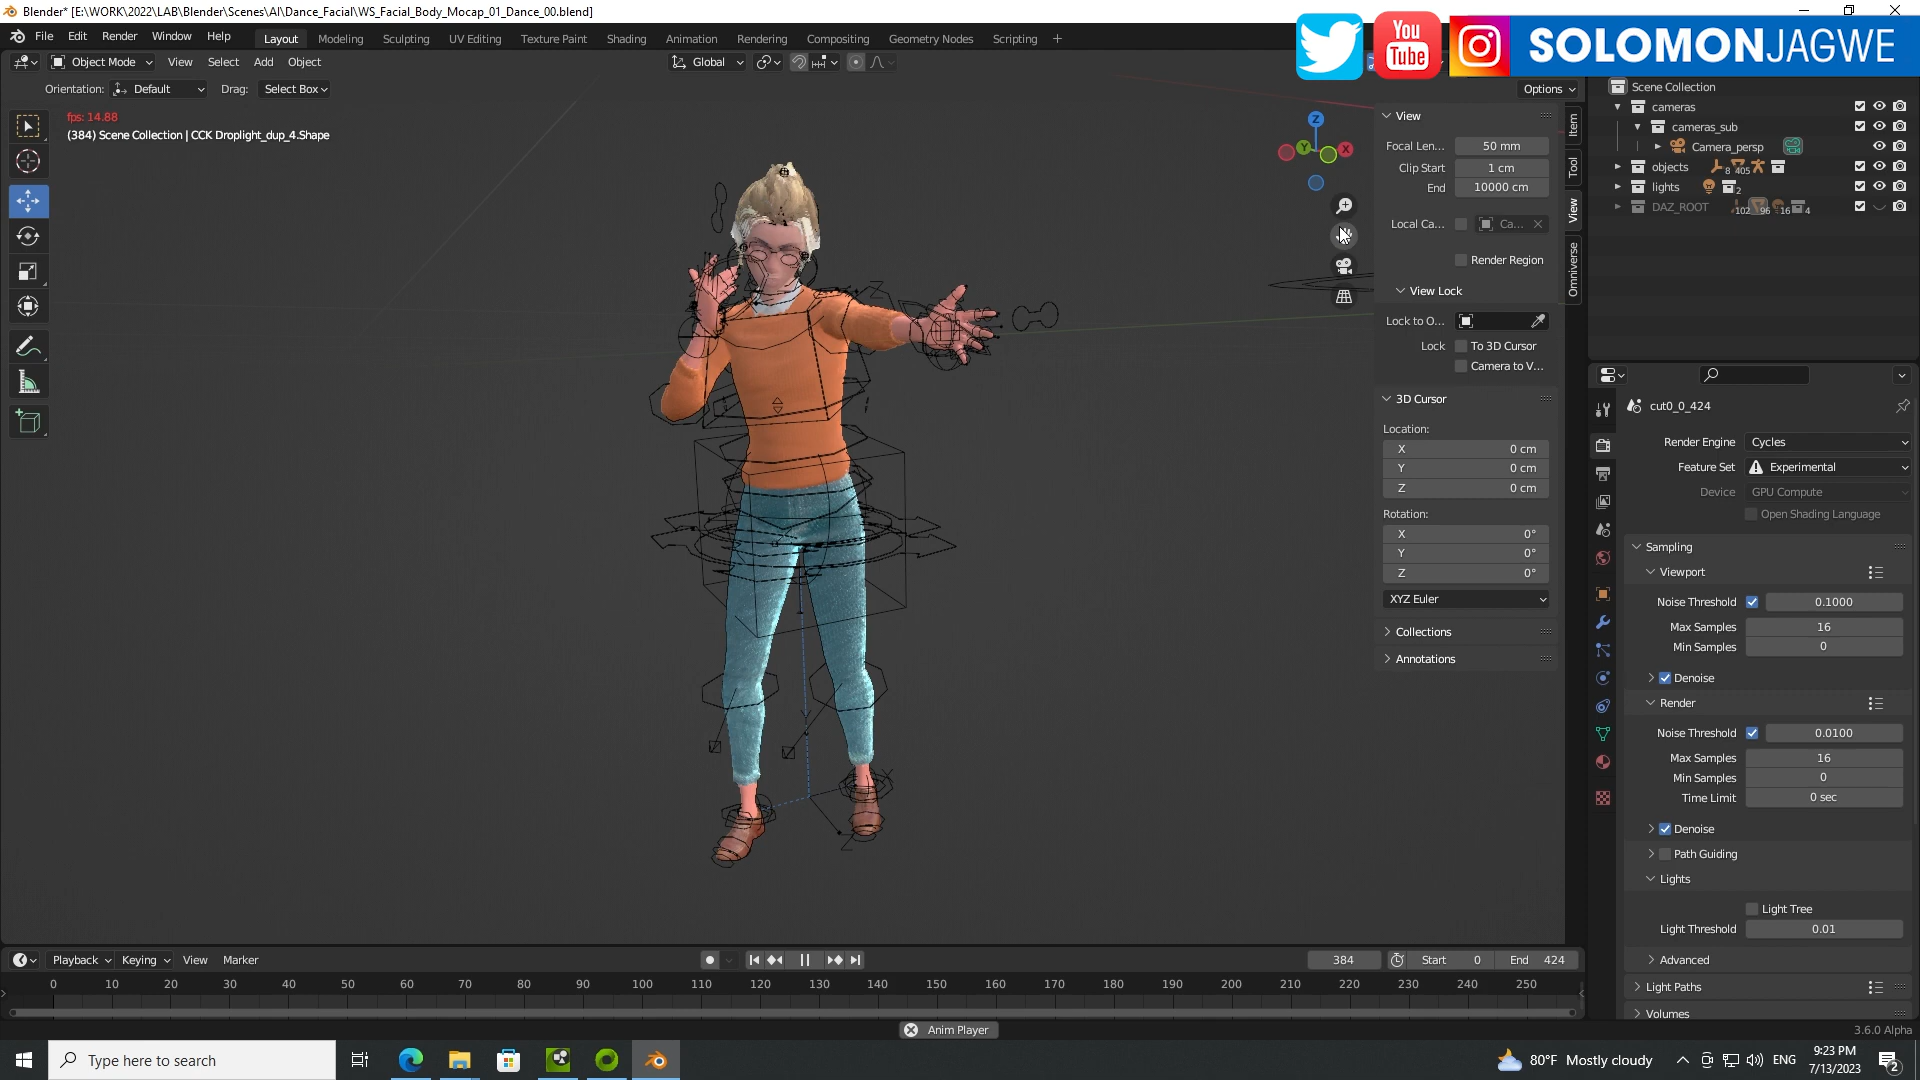 Blender* [E:\WORK\2022\LAB\Blender\Scenes\AI\Dance_Facial\WS_Facial_Body_Mocap_01_Dance_00.blend]
File Edit Render Window Help Layout Modeling Sculpting UV Editing Texture Paint Shading Animation Rendering Compositing Geometry Nodes Scripting +
You Tube
SOLOMONJAGWE
Object Mode View Select Add Object Global
Orientation: Default Drag: Select Box Options
fps: 14.88
(384) Scene Collection | CCK Droplight_dup_4.Shape
Z
Y
X
View
Focal Len... 50 mm
Clip Start 1 cm
End 10000 cm
Local Ca... Ca...
Render Region
View Lock
Lock to O...
Lock To 3D Cursor
Camera to V...
3D Cursor
Location:
X 0 cm
Y 0 cm
Z 0 cm
Rotation:
X 0°
Y 0°
Z 0°
XYZ Euler
Collections
Annotations
Item
Tool
View
Omniverse
Scene Collection
cameras
cameras_sub
Camera_persp
objects 8 405
lights 2
DAZ_ROOT 102 96 16 4
cut0_0_424
Render Engine Cycles
Feature Set Experimental
Device GPU Compute
Open Shading Language
Sampling
Viewport
Noise Threshold 0.1000
Max Samples 16
Min Samples 0
Denoise
Render
Noise Threshold 0.0100
Max Samples 16
Min Samples 0
Time Limit 0 sec
Denoise
Path Guiding
Lights
Light Tree
Light Threshold 0.01
Advanced
Light Paths
Volumes
Playback Keying View Marker 384 Start 0 End 424
0 10 20 30 40 50 60 70 80 90 100 110 120 130 140 150 160 170 180 190 200 210 220 230 240 250
Anim Player
3.6.0 Alpha
Type here to search
80°F Mostly cloudy
ENG
9:23 PM
7/13/2023
2